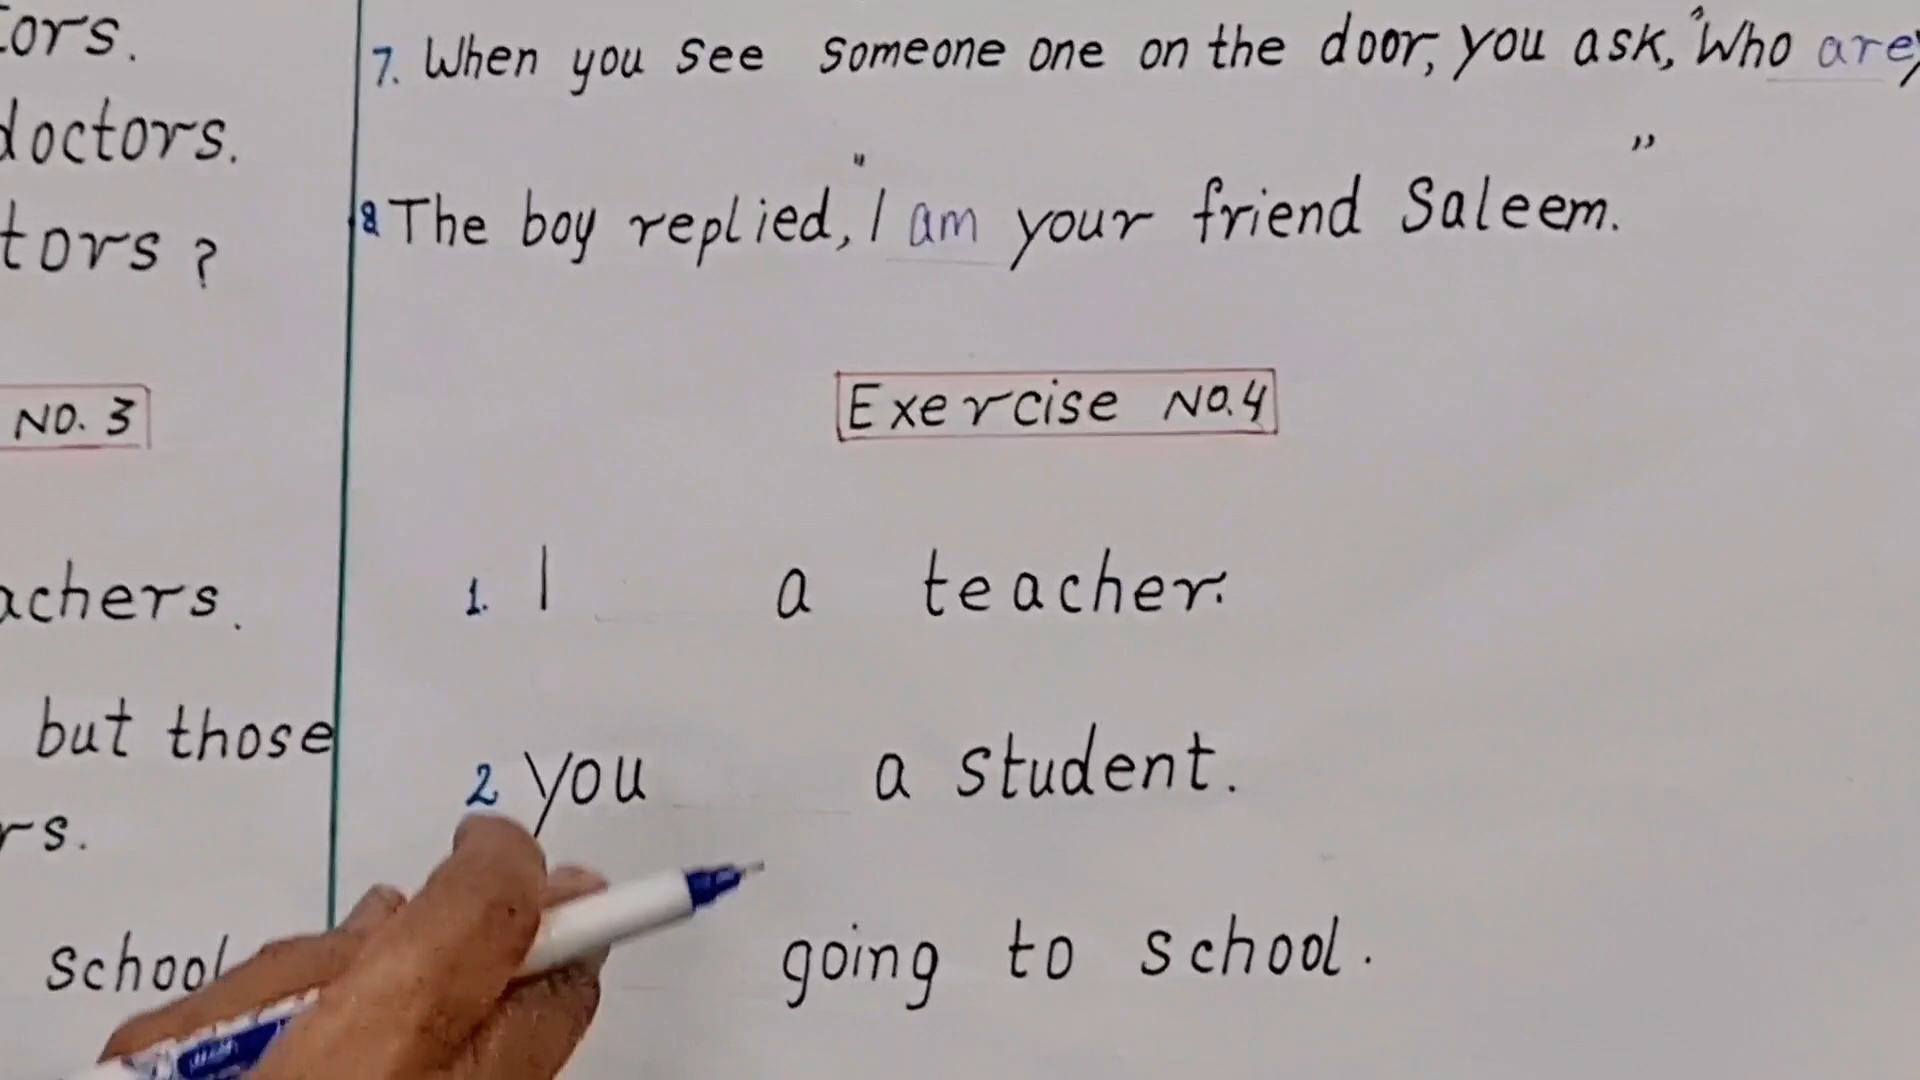 tors.
doctors.
tors ?
NO. 3
achers.
but those
rs.
school
7. When you see someone one on the door, you ask, "Who are
8 The boy replied, "I am your friend Saleem."
Exercise NO. 4
1. I a teacher.
2 you a student.
going to school.